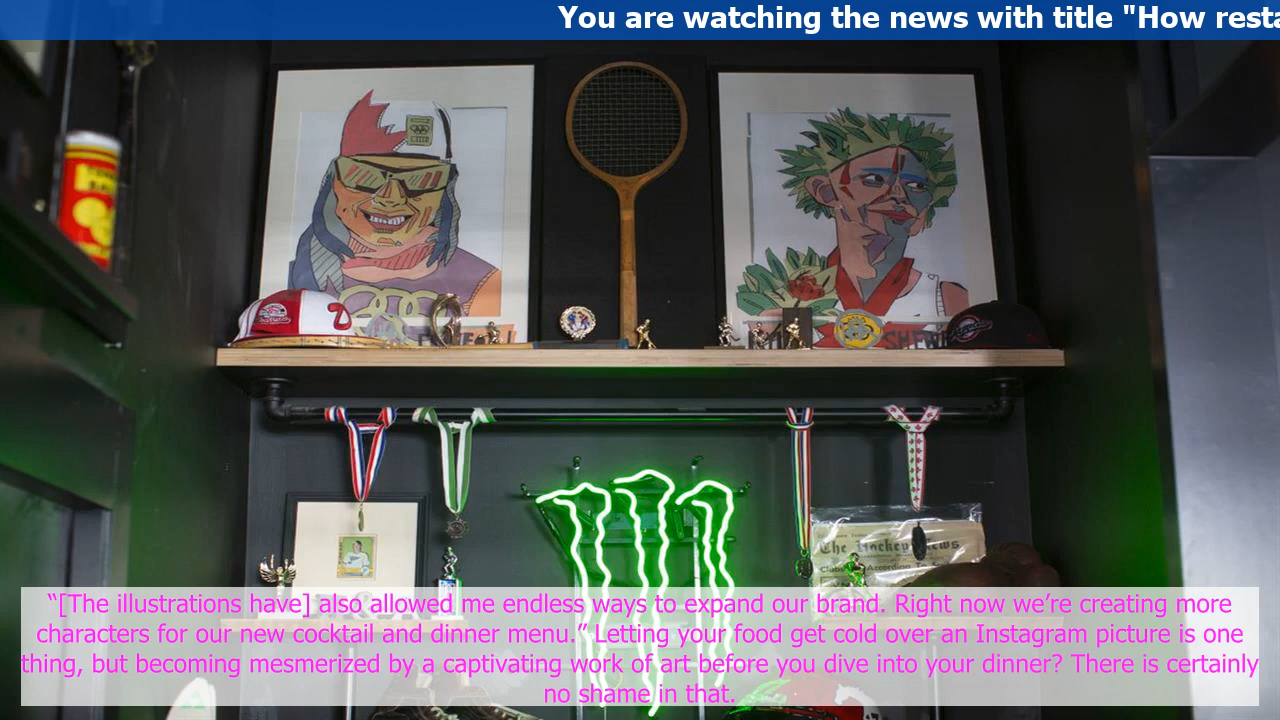 You are watching the news with title "How resta
“[The illustrations have] also allowed me endless ways to expand our brand. Right now we’re creating more
characters for our new cocktail and dinner menu.” Letting your food get cold over an Instagram picture is one
thing, but becoming mesmerized by a captivating work of art before you dive into your dinner? There is certainly
no shame in that.
The Hockey News